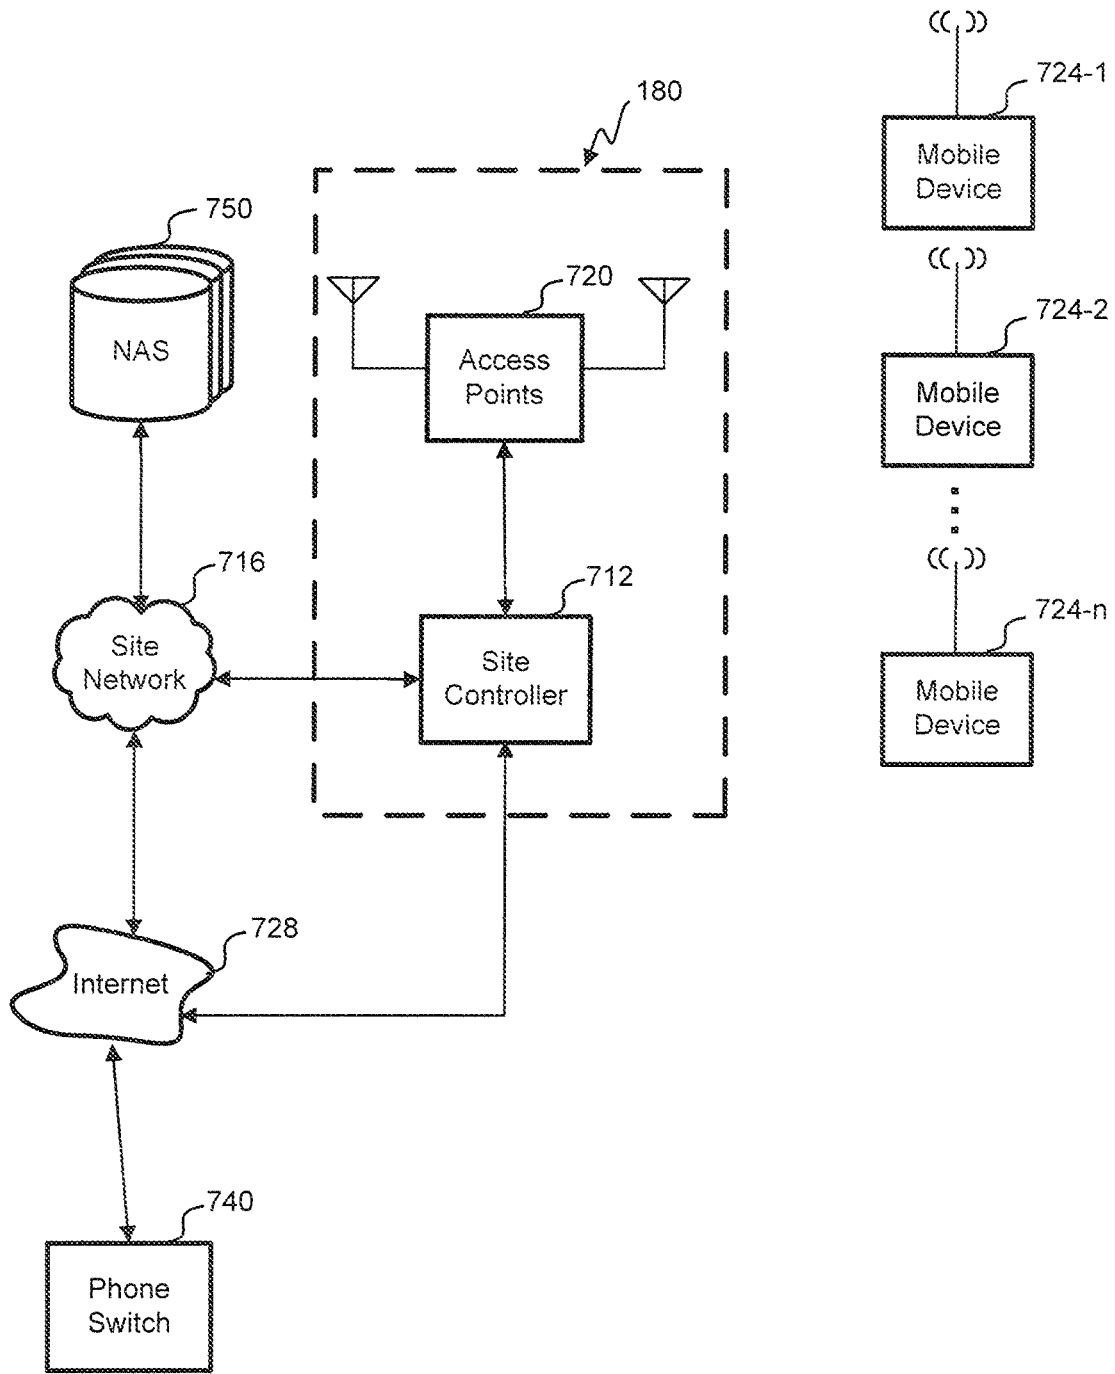 724-1
180
Mobile
Device
750
720
724-2
NAS
Access
Points
Mobile
Device
716
712
724-n
Site
Network
Site
Controller
Mobile
Device
728
Internet
740
Phone
Switch